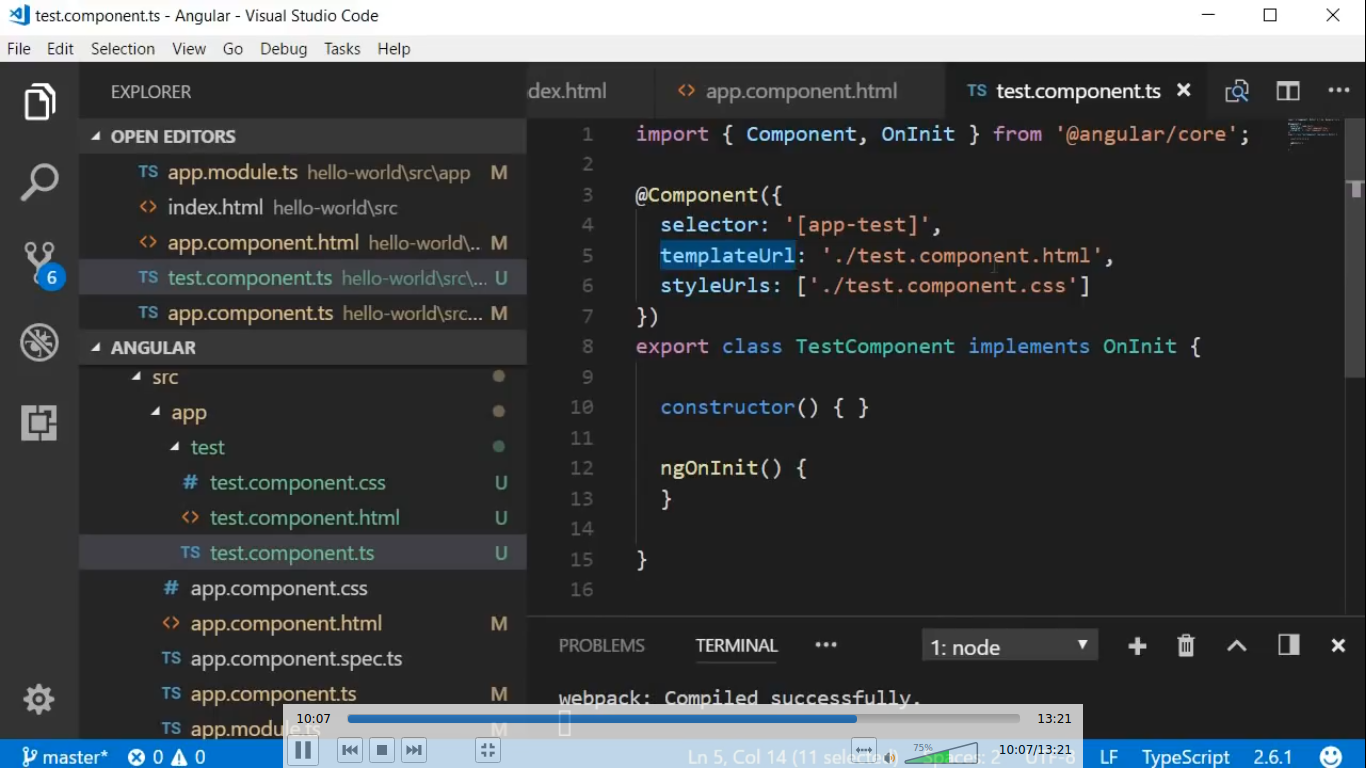 test.component.ts - Angular - Visual Studio Code
File Edit Selection View Go Debug Tasks Help
EXPLORER
OPEN EDITORS
TS app.module.ts hello-world\src\app M
<> index.html hello-world\src
<> app.component.html hello-world\.. M
TS test.component.ts hello-world\src\... U
TS app.component.ts hello-world\src... M
6
ANGULAR
src
app
test
# test.component.css U
<> test.component.html U
TS test.component.ts U
# app.component.css
<> app.component.html M
TS app.component.spec.ts
TS app.component.ts M
TS app.module.ts M
dex.html <> app.component.html TS test.component.ts
1 import { Component, OnInit } from '@angular/core';
2
3 @Component({
4 selector: '[app-test]',
5 templateUrl: './test.component.html',
6 styleUrls: ['./test.component.css']
7 })
8 export class TestComponent implements OnInit {
9
10 constructor() { }
11
12 ngOnInit() {
13 }
14
15 }
16
PROBLEMS TERMINAL ••• 1: node
webpack: Compiled successfully.
10:07 13:21
75% 10:07/13:21
master* 0 0 Ln 5, Col 14 (11 selected) Spaces: 2 UTF-8 LF TypeScript 2.6.1